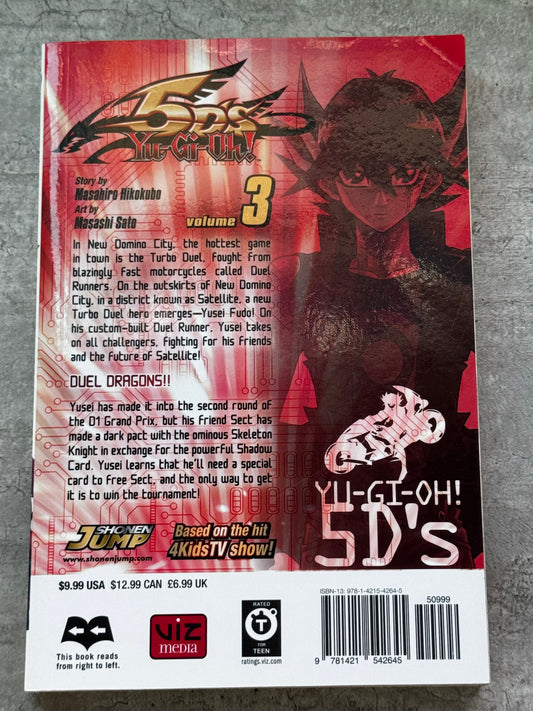 5D's
Yu-Gi-Oh!
Story by
Masahiro Hikokubo
Art by
Masashi Sato
volume 3
In New Domino City, the hottest game
in town is the Turbo Duel, fought from
blazingly fast motorcycles called Duel
Runners. On the outskirts of New Domino
City, in a district known as Satellite, a new
Turbo Duel hero emerges—Yusei Fudo! On
his custom-built Duel Runner, Yusei takes
on all challengers, fighting for his friends
and the future of Satellite!
DUEL DRAGONS!!
Yusei has made it into the second round of
the D1 Grand Prix, but his friend Sect has
made a dark pact with the ominous Skeleton
Knight in exchange for the powerful Shadow
Card. Yusei learns that he'll need a special
card to free Sect, and the only way to get
it is to win the tournament!
YU-GI-OH!
5D's
SHONEN
JUMP
www.shonenjump.com
Based on the hit
4KidsTV show!
$9.99 USA $12.99 CAN £6.99 UK
This book reads
from right to left.
viz
media
RATED
T
FOR
TEEN
ratings.viz.com
ISBN-13: 978-1-4215-4264-5
50999
9 781421 542645